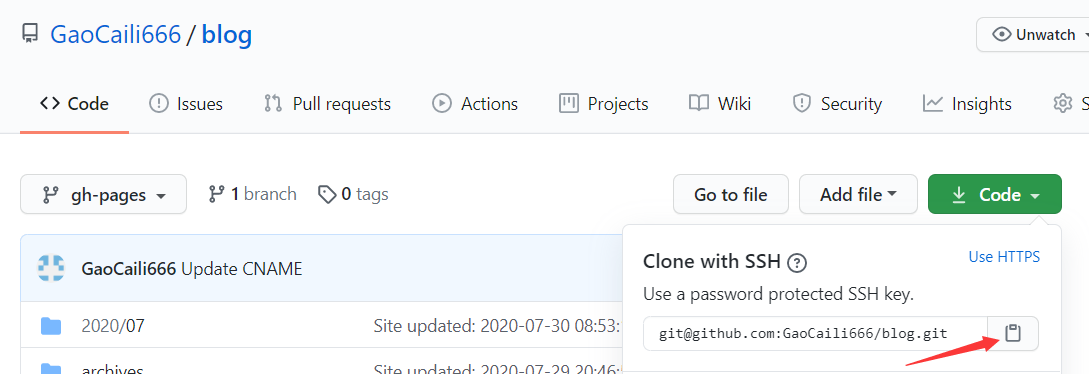 GaoCaili666 / blog
Unwatch
Code Issues Pull requests Actions Projects Wiki Security Insights S
gh-pages 1 branch 0 tags Go to file Add file Code
GaoCaili666 Update CNAME
Clone with SSH ? Use HTTPS
Use a password protected SSH key.
2020/07 Site updated: 2020-07-30 08:53:
git@github.com:GaoCaili666/blog.git
archives Site updated: 2020-07-29 20:46: